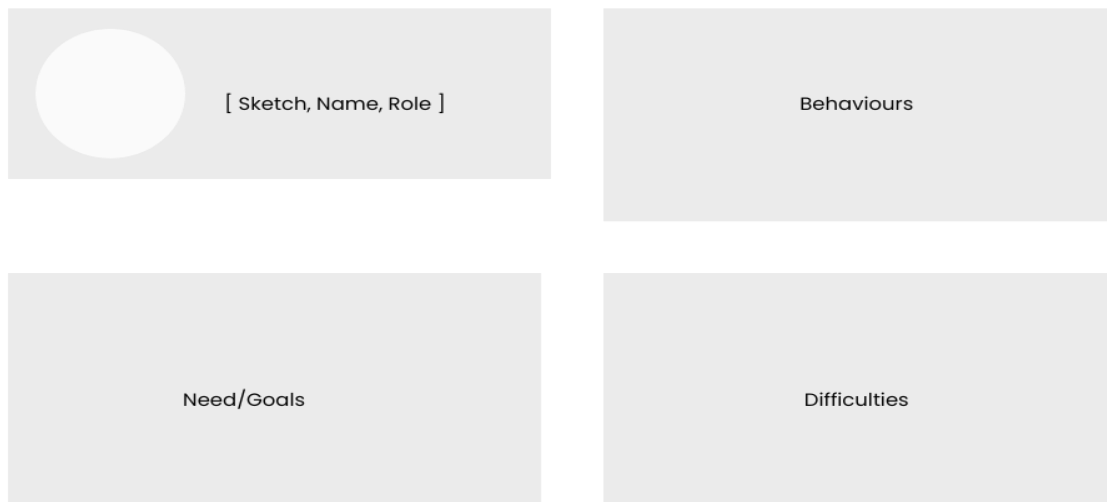 [ Sketch, Name, Role ]
Behaviours
Need/Goals
Difficulties